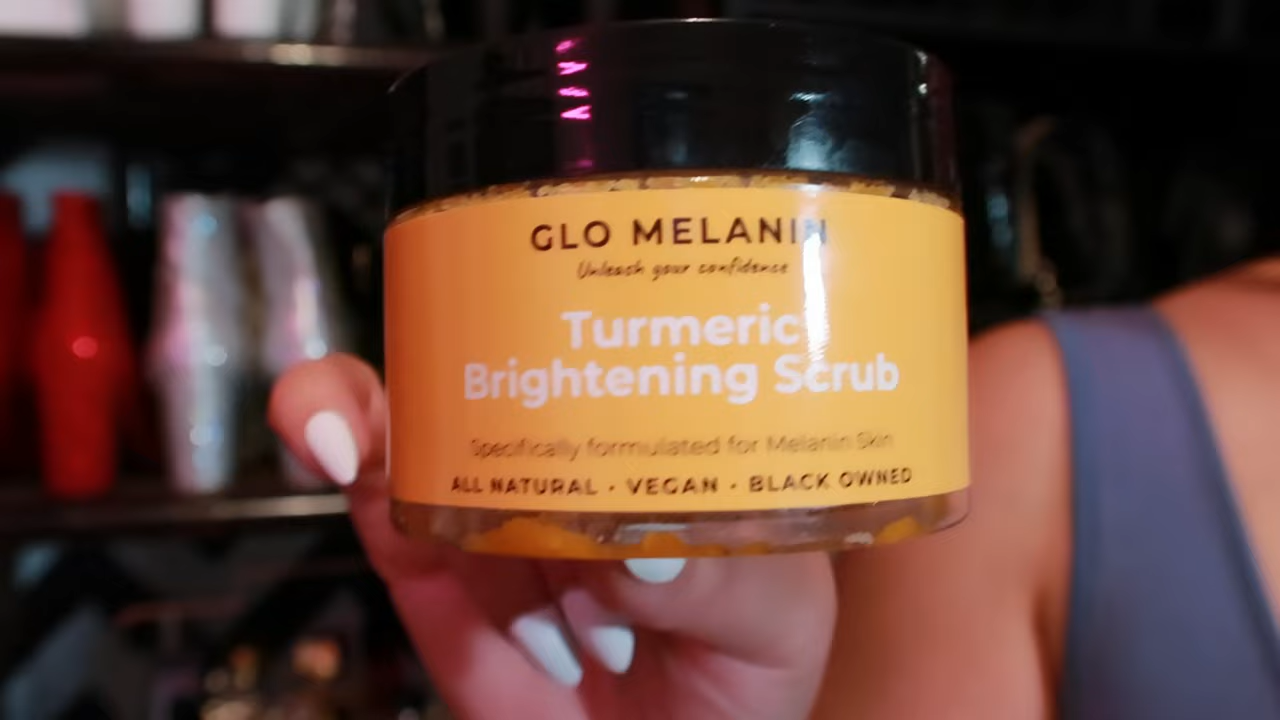 GLO MELANIN
Unleash your confidence
Turmeric
Brightening Scrub
Specifically formulated for Melanin Skin
ALL NATURAL · VEGAN · BLACK OWNED